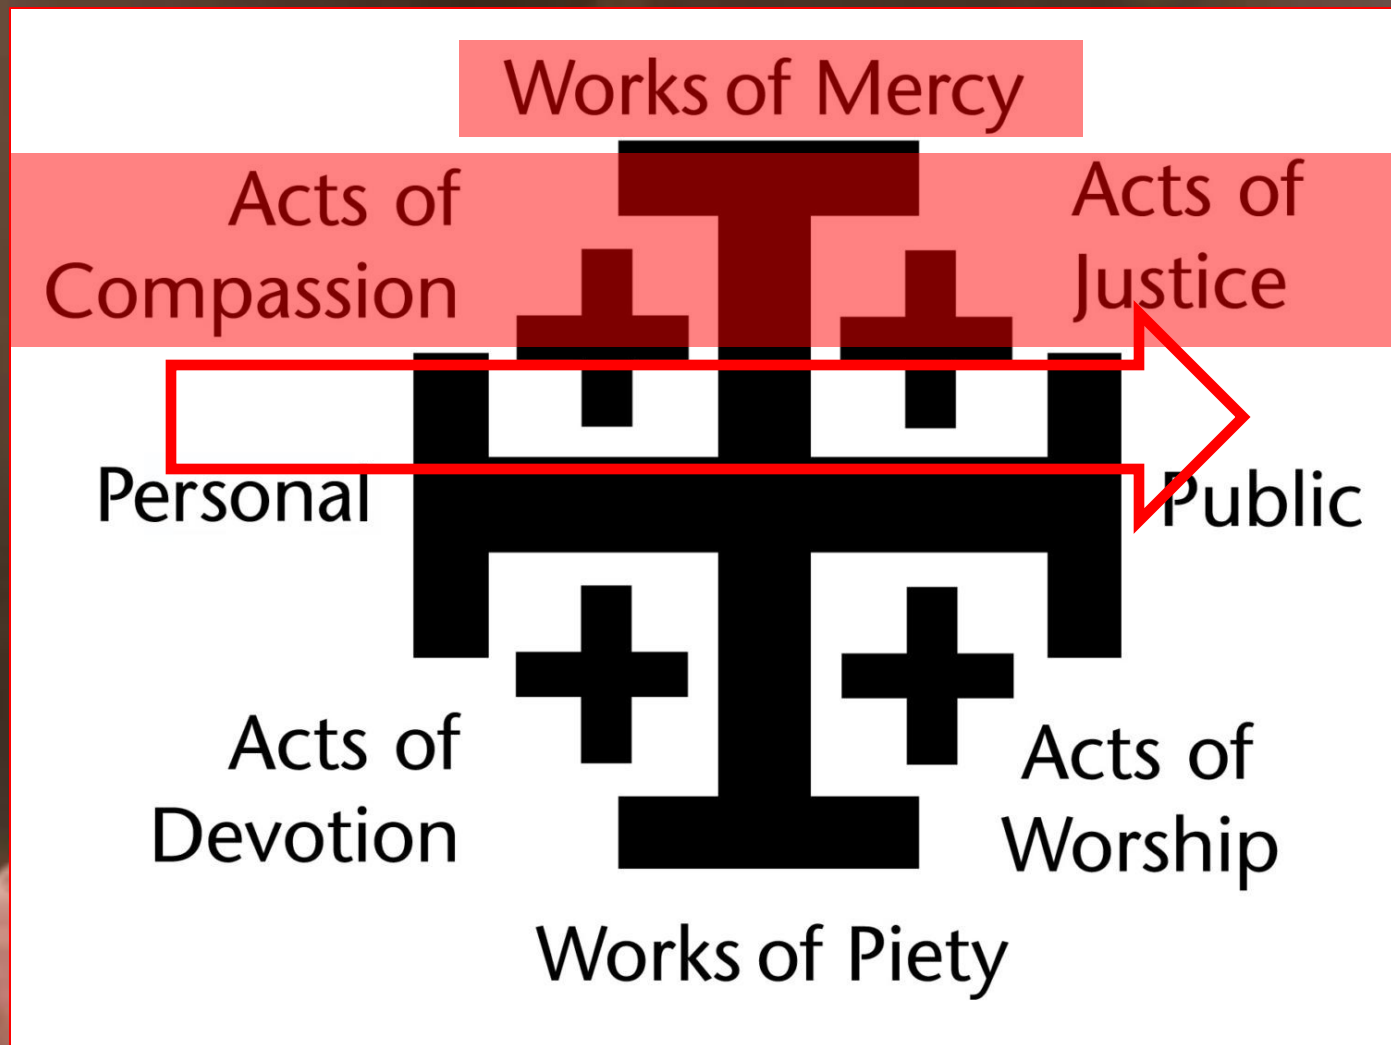 Works of Mercy
Acts of
Compassion
Acts of
Justice
Personal
Public
Acts of
Devotion
Acts of
Worship
Works of Piety